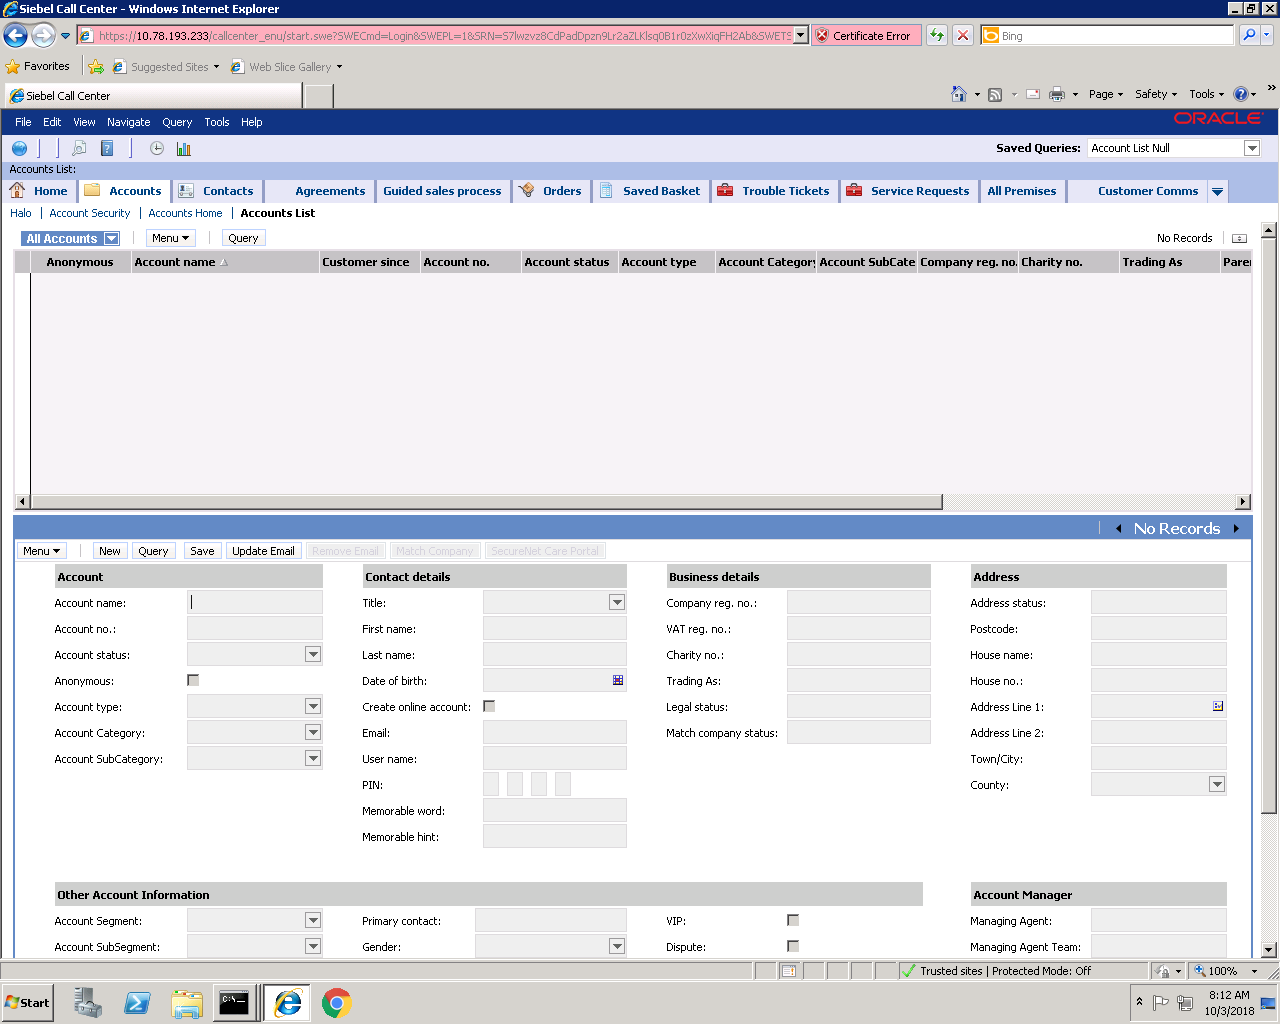 Siebel Call Center - Windows Internet Explorer
https://10.78.193.233/callcenter_enu/start.swe?SWECmd=Login&SWEPL=1&SRN= Certificate Error Bing
Favorites Suggested Sites Web Slice Gallery
Siebel Call Center Page Safety Tools »
File Edit View Navigate Query Tools Help ORACLE
Saved Queries: Account List Null
Accounts List:
Home Accounts Contacts Agreements Guided sales process Orders Saved Basket Trouble Tickets Service Requests All Premises Customer Comms
Halo | Account Security | Accounts Home | Accounts List
All Accounts Menu Query No Records
Anonymous Account name Customer since Account no. Account status Account type Account Category Account SubCate Company reg. no. Charity no. Trading As Pare
No Records
Menu New Query Save Update Email Remove Email Match Company SecureNet Care Portal
Account Contact details Business details Address
Account name: Title: Company reg. no.: Address status:
Account no.: First name: VAT reg. no.: Postcode:
Account status: Last name: Charity no.: House name:
Anonymous: Date of birth: Trading As: House no.:
Account type: Create online account: Legal status: Address Line 1:
Account Category: Email: Match company status: Address Line 2:
Account SubCategory: User name: Town/City:
PIN: County:
Memorable word:
Memorable hint:
Other Account Information Account Manager
Account Segment: Primary contact: VIP: Managing Agent:
Account SubSegment: Gender: Dispute: Managing Agent Team:
Trusted sites | Protected Mode: Off 100%
Start C:\. 8:12 AM
10/3/2018